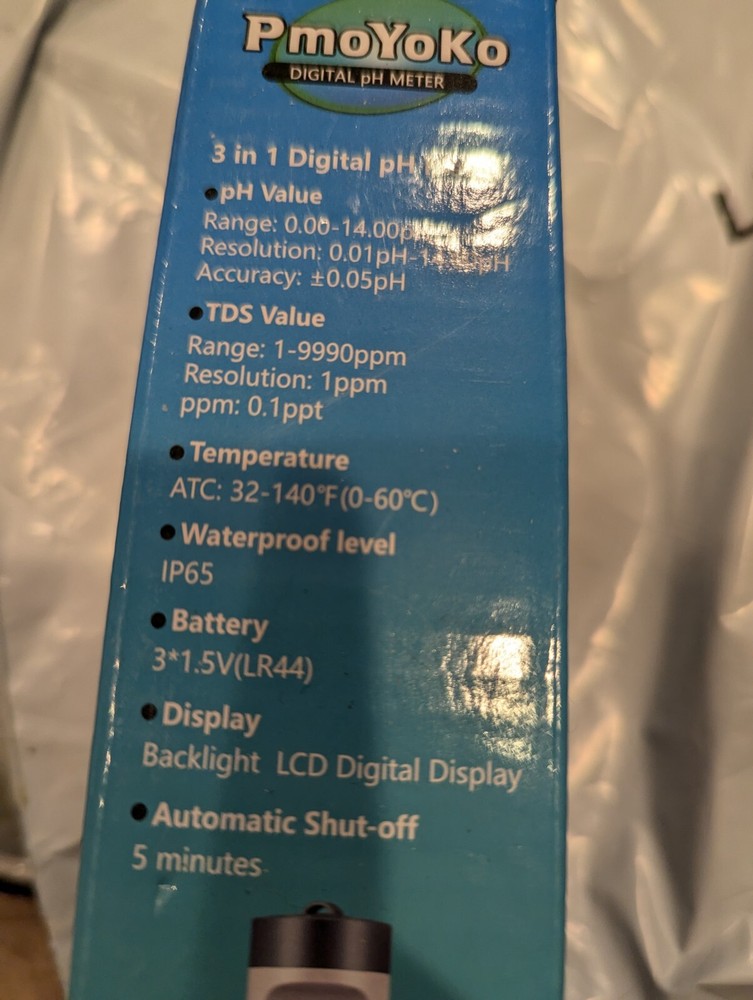 PmoYoKo
DIGITAL pH METER
3 in 1 Digital pH
●pH Value
Range: 0.00-14.00pH
Resolution: 0.01pH-
Accuracy: ±0.05pH
●TDS Value
Range: 1-9990ppm
Resolution: 1ppm
ppm: 0.1ppt
●Temperature
ATC: 32-140°F(0-60℃)
●Waterproof level
IP65
●Battery
3*1.5V(LR44)
●Display
Backlight LCD Digital Display
●Automatic Shut-off
5 minutes